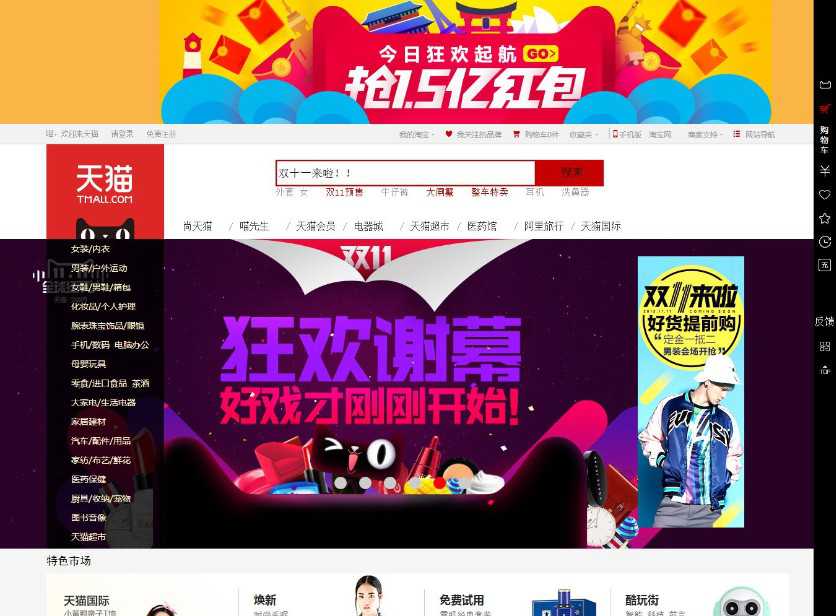 今日狂欢起航 GO>
抢1.5亿红包
喵，欢迎来天猫 请登录 免费注册
我的淘宝 我关注的品牌 购物车0件 收藏夹 手机版 淘宝网 商家支持 网站导航
天猫
TMALL.COM
双十一来啦！！
搜索
外套 女 双11预售 牛仔裤 大闸蟹 整车特卖 耳机 洗鼻器
尚天猫 / 喵先生 / 天猫会员 / 电器城 / 天猫超市 / 医药馆 / 阿里旅行 / 天猫国际
女装/内衣
男装/户外运动
女鞋/男鞋/箱包
化妆品/个人护理
腕表珠宝饰品/眼镜
手机/数码 电脑办公
母婴玩具
零食/进口食品 茶酒
大家电/生活电器
家居建材
汽车/配件/用品
家纺/布艺/鲜花
医药保健
厨具/收纳/宠物
图书音像
天猫超市
双11
狂欢谢幕
好戏才刚刚开始！
双11来啦
COMING SOON
好货提前购
“定金一抵二
男装会场开抢”
购物车
反馈
特色市场
天猫国际
焕新
免费试用
酷玩街